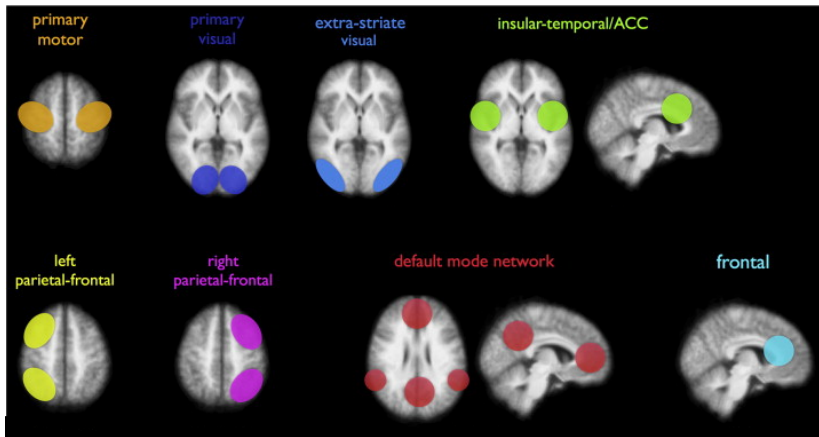 primary
motor
primary
visual
extra-striate
visual
insular-temporal/ACC
left
parietal-frontal
right
parietal-frontal
default mode network
frontal